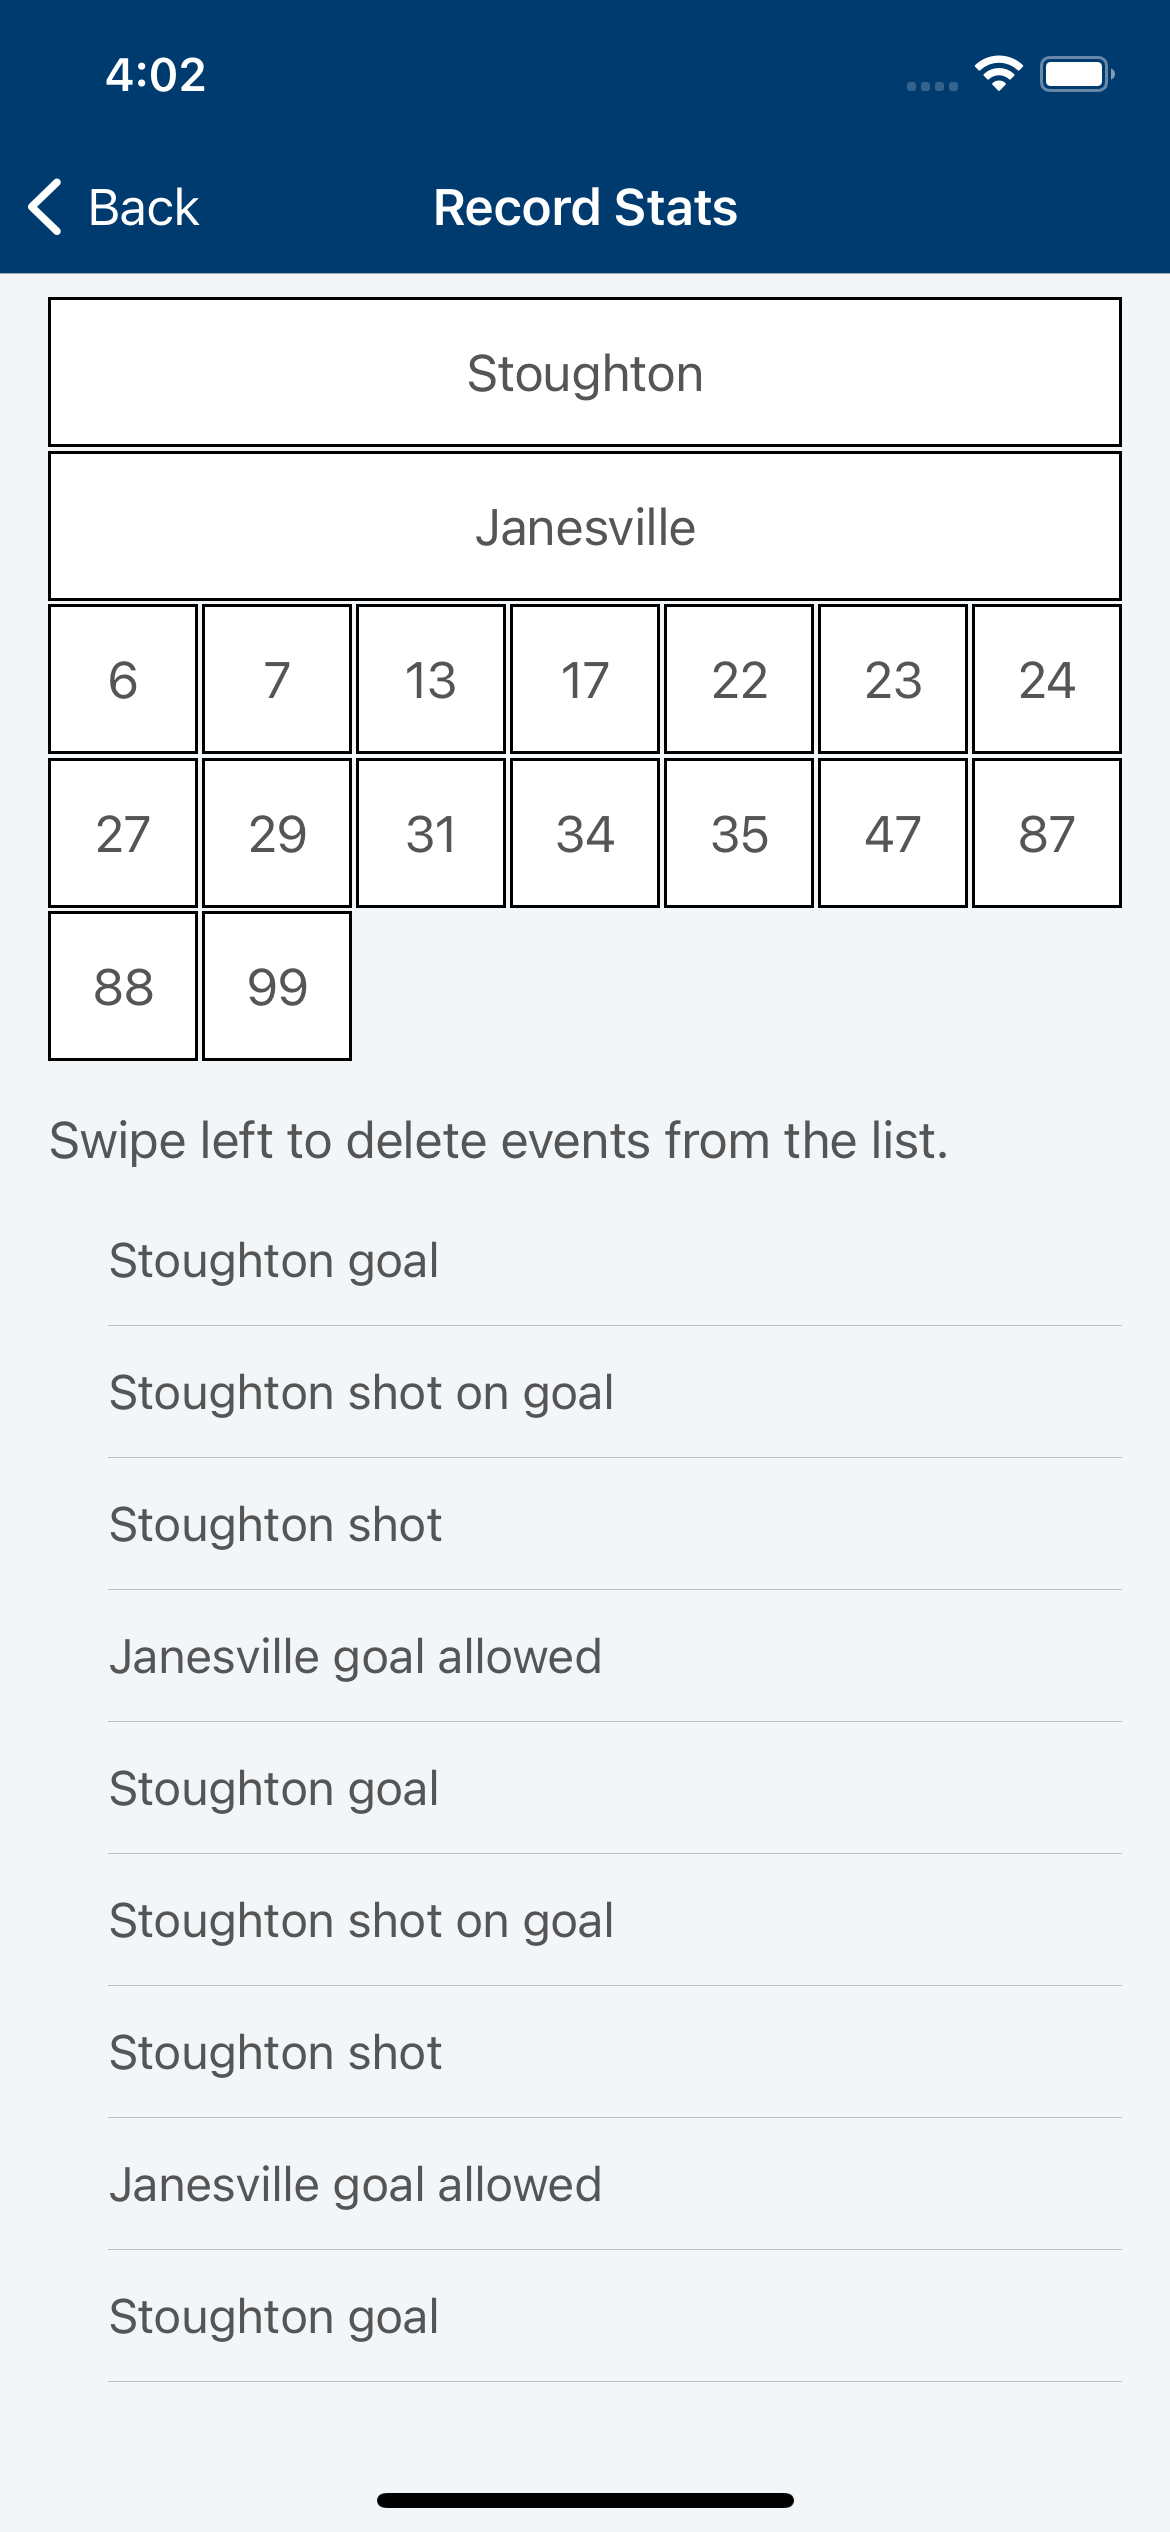 4:02
Back
Record Stats
Stoughton
Janesville
6 7 13 17 22 23 24
27 29 31 34 35 47 87
88 99
Swipe left to delete events from the list.
Stoughton goal
Stoughton shot on goal
Stoughton shot
Janesville goal allowed
Stoughton goal
Stoughton shot on goal
Stoughton shot
Janesville goal allowed
Stoughton goal